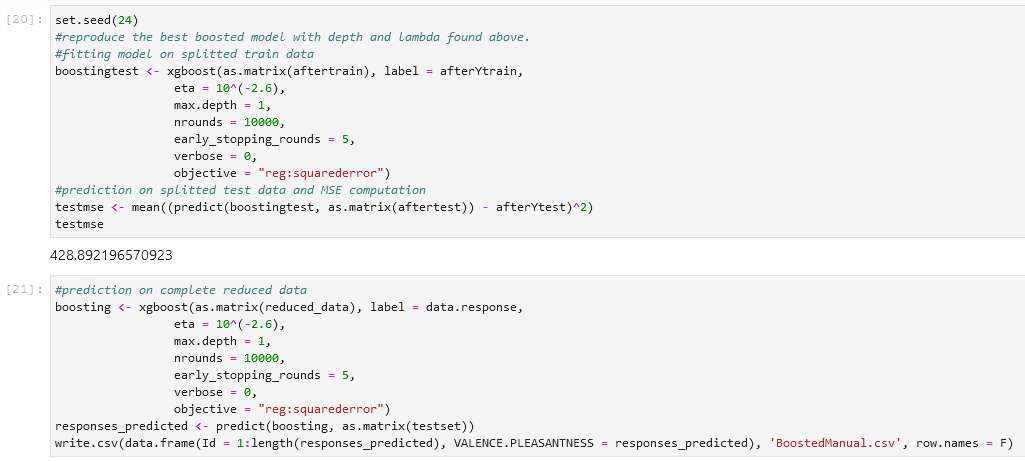 [20]: set.seed(24)
#reproduce the best boosted model with depth and lambda found above.
#fitting model on splitted train data
boostingtest <- xgboost(as.matrix(aftertrain), label = afterYtrain,
eta = 10^(-2.6),
max.depth = 1,
nrounds = 10000,
early_stopping_rounds = 5,
verbose = 0,
objective = "reg:squarederror")
#prediction on splitted test data and MSE computation
testmse <- mean((predict(boostingtest, as.matrix(aftertest)) - afterYtest)^2)
testmse
428.892196570923
[21]: #prediction on complete reduced data
boosting <- xgboost(as.matrix(reduced_data), label = data.response,
eta = 10^(-2.6),
max.depth = 1,
nrounds = 10000,
early_stopping_rounds = 5,
verbose = 0,
objective = "reg:squarederror")
responses_predicted <- predict(boosting, as.matrix(testset))
write.csv(data.frame(Id = 1:length(responses_predicted), VALENCE.PLEASANTNESS = responses_predicted), 'BoostedManual.csv', row.names = F)